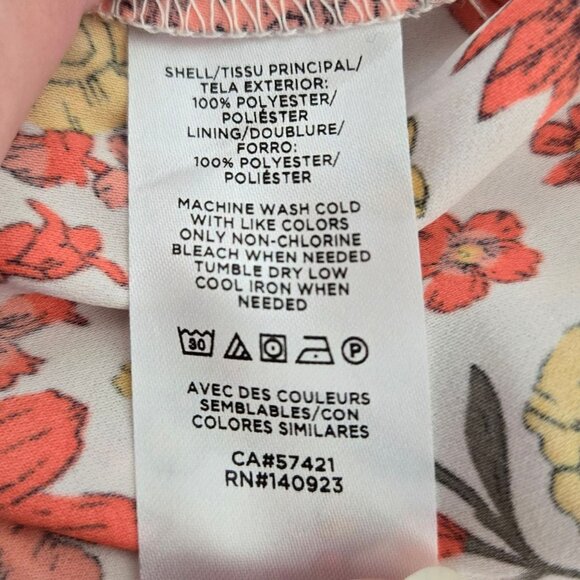 SHELL/TISSU PRINCIPAL/
TELA EXTERIOR:
100% POLYESTER/
POLIÉSTER
LINING/DOUBLURE/
FORRO:
100% POLYESTER/
POLIÉSTER
MACHINE WASH COLD
WITH LIKE COLORS
ONLY NON-CHLORINE
BLEACH WHEN NEEDED
TUMBLE DRY LOW
COOL IRON WHEN
NEEDED
30 P
AVEC DES COULEURS
SEMBLABLES/CON
COLORES SIMILARES
CA#57421
RN#140923